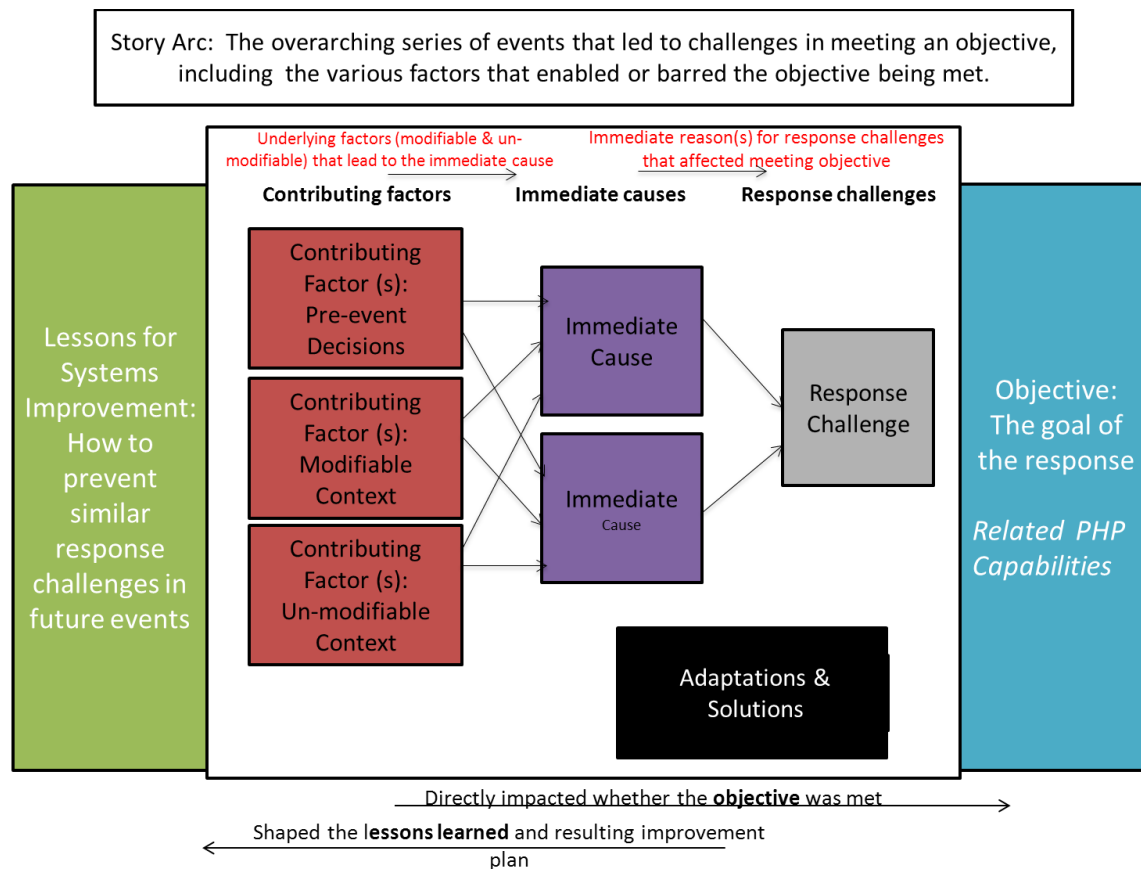 Story Arc:  The overarching series of events that led to challenges in meeting an objective,
including  the various factors that enabled or barred the objective being met.
Underlying factors (modifiable & un-
modifiable) that lead to the immediate cause
Immediate reason(s) for response challenges
that affected meeting objective
Contributing factors
Immediate causes
Response challenges
Lessons for
Systems
Improvement:
How to
prevent
similar
response
challenges in
future events
Contributing
Factor (s):
Pre-event
Decisions
Contributing
Factor (s):
Modifiable
Context
Contributing
Factor (s):
Un-modifiable
Context
Immediate
Cause
Immediate
Cause
Response
Challenge
Adaptations &
Solutions
Objective:
The goal of
the response
Related PHP
Capabilities
Directly impacted whether the objective was met
Shaped the lessons learned and resulting improvement
plan